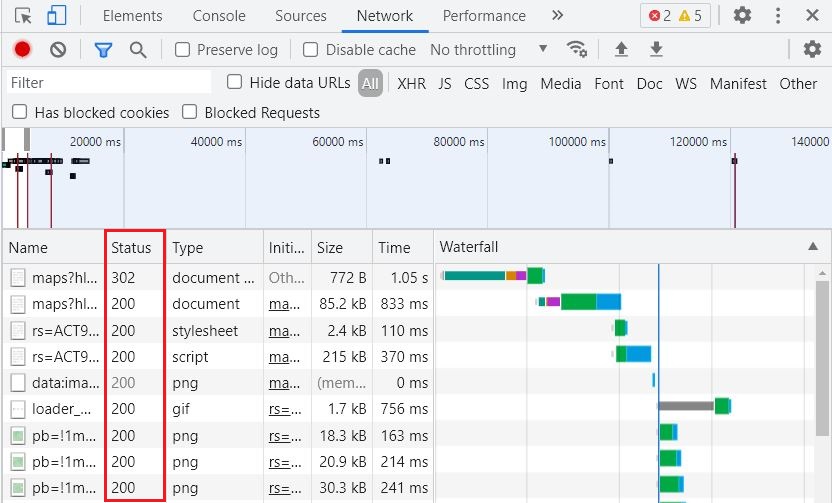 Elements Console Sources Network Performance » 2 5
Preserve log Disable cache No throttling
Filter Hide data URLs All XHR JS CSS Img Media Font Doc WS Manifest Other
Has blocked cookies Blocked Requests
20000 ms 40000 ms 60000 ms 80000 ms 100000 ms 120000 ms 140000
Name Status Type Initi... Size Time Waterfall
maps?hl... 302 document ... Oth... 772 B 1.05 s
maps?hl... 200 document ma... 85.2 kB 833 ms
rs=ACT9... 200 stylesheet ma... 2.4 kB 110 ms
rs=ACT9... 200 script ma... 215 kB 370 ms
data:ima... 200 png ma... (mem... 0 ms
loader_... 200 gif rs=... 1.7 kB 756 ms
pb=!1m... 200 png rs=... 18.3 kB 163 ms
pb=!1m... 200 png rs=... 20.9 kB 214 ms
pb=!1m... 200 png rs=... 30.3 kB 241 ms